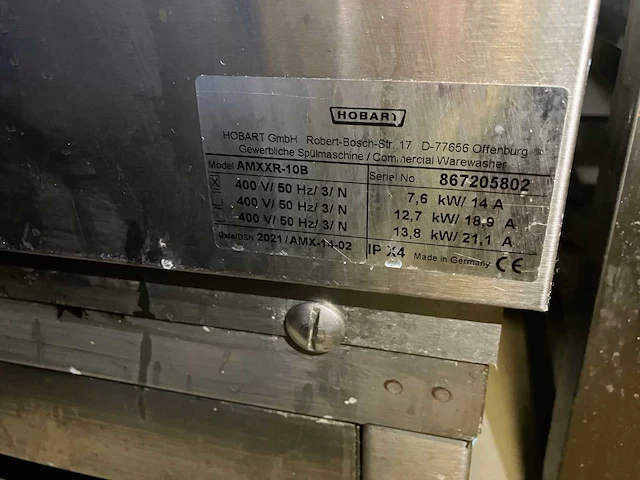 HOBART
HOBART GmbH Robert-Bosch-Str. 17 D-77656 Offenburg
Gewerbliche Spülmaschine / Commercial Warewasher
Model AMXXR-10B Serial No. 867205802
X 400 V/ 50 Hz/ 3/ N 7,6 kW/ 14 A
400 V/ 50 Hz/ 3/ N 12,7 kW/ 18,9 A
400 V/ 50 Hz/ 3/ N 13,8 kW/ 21,1 A
Date/DSN 2021/AMX-14-02 IP X4 Made in Germany CE